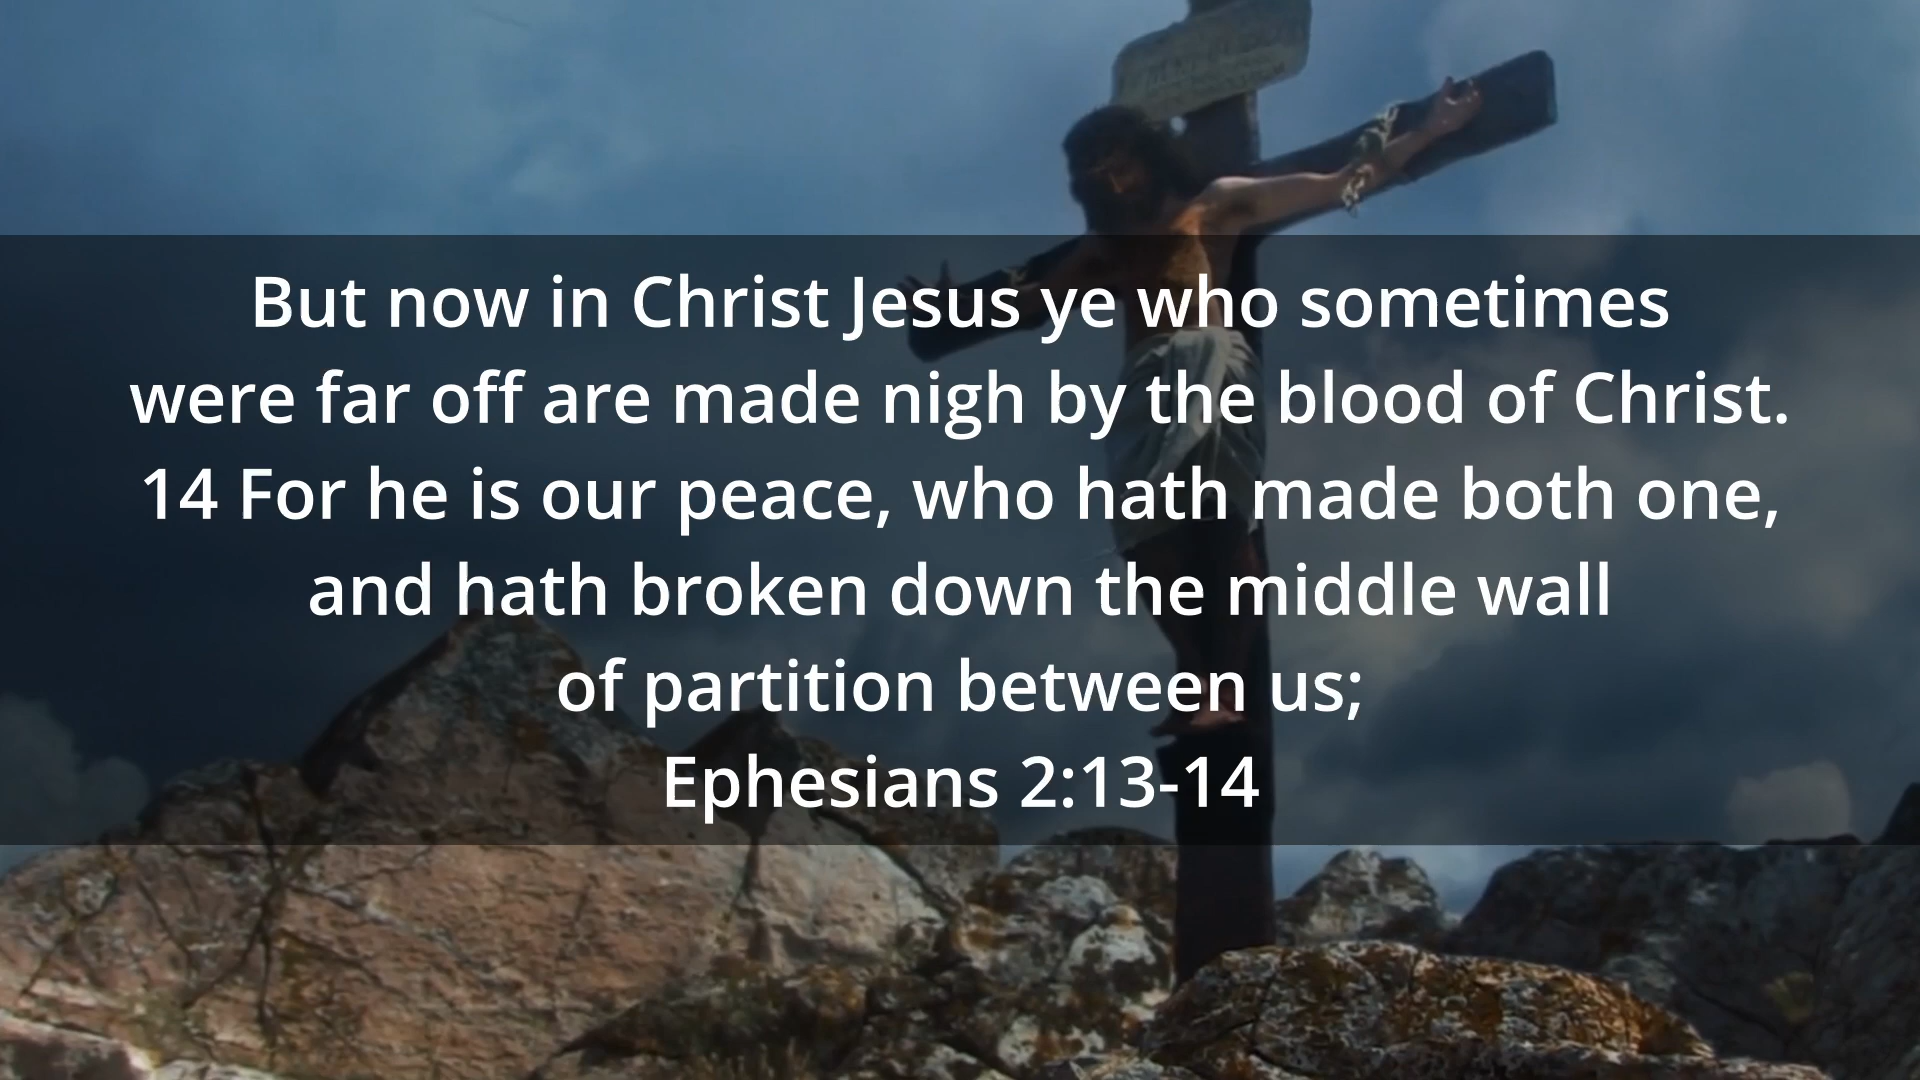 But now in Christ Jesus ye who sometimes
were far off are made nigh by the blood of Christ.
14 For he is our peace, who hath made both one,
and hath broken down the middle wall
of partition between us;
Ephesians 2:13-14